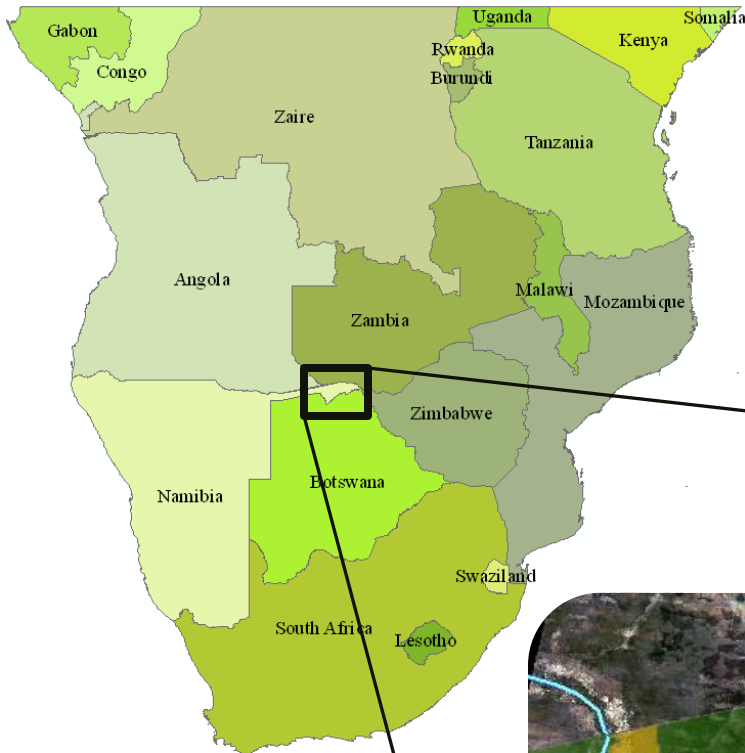 Uganda
Somalia
Gabon
Kenya
Rwanda
Congo
Burundi
Zaire
Tanzania
Angola
Malawi
Mozambique
Zambia
Zimbabwe
Botswana
Namibia
Swaziland
South Africa
Lesotho